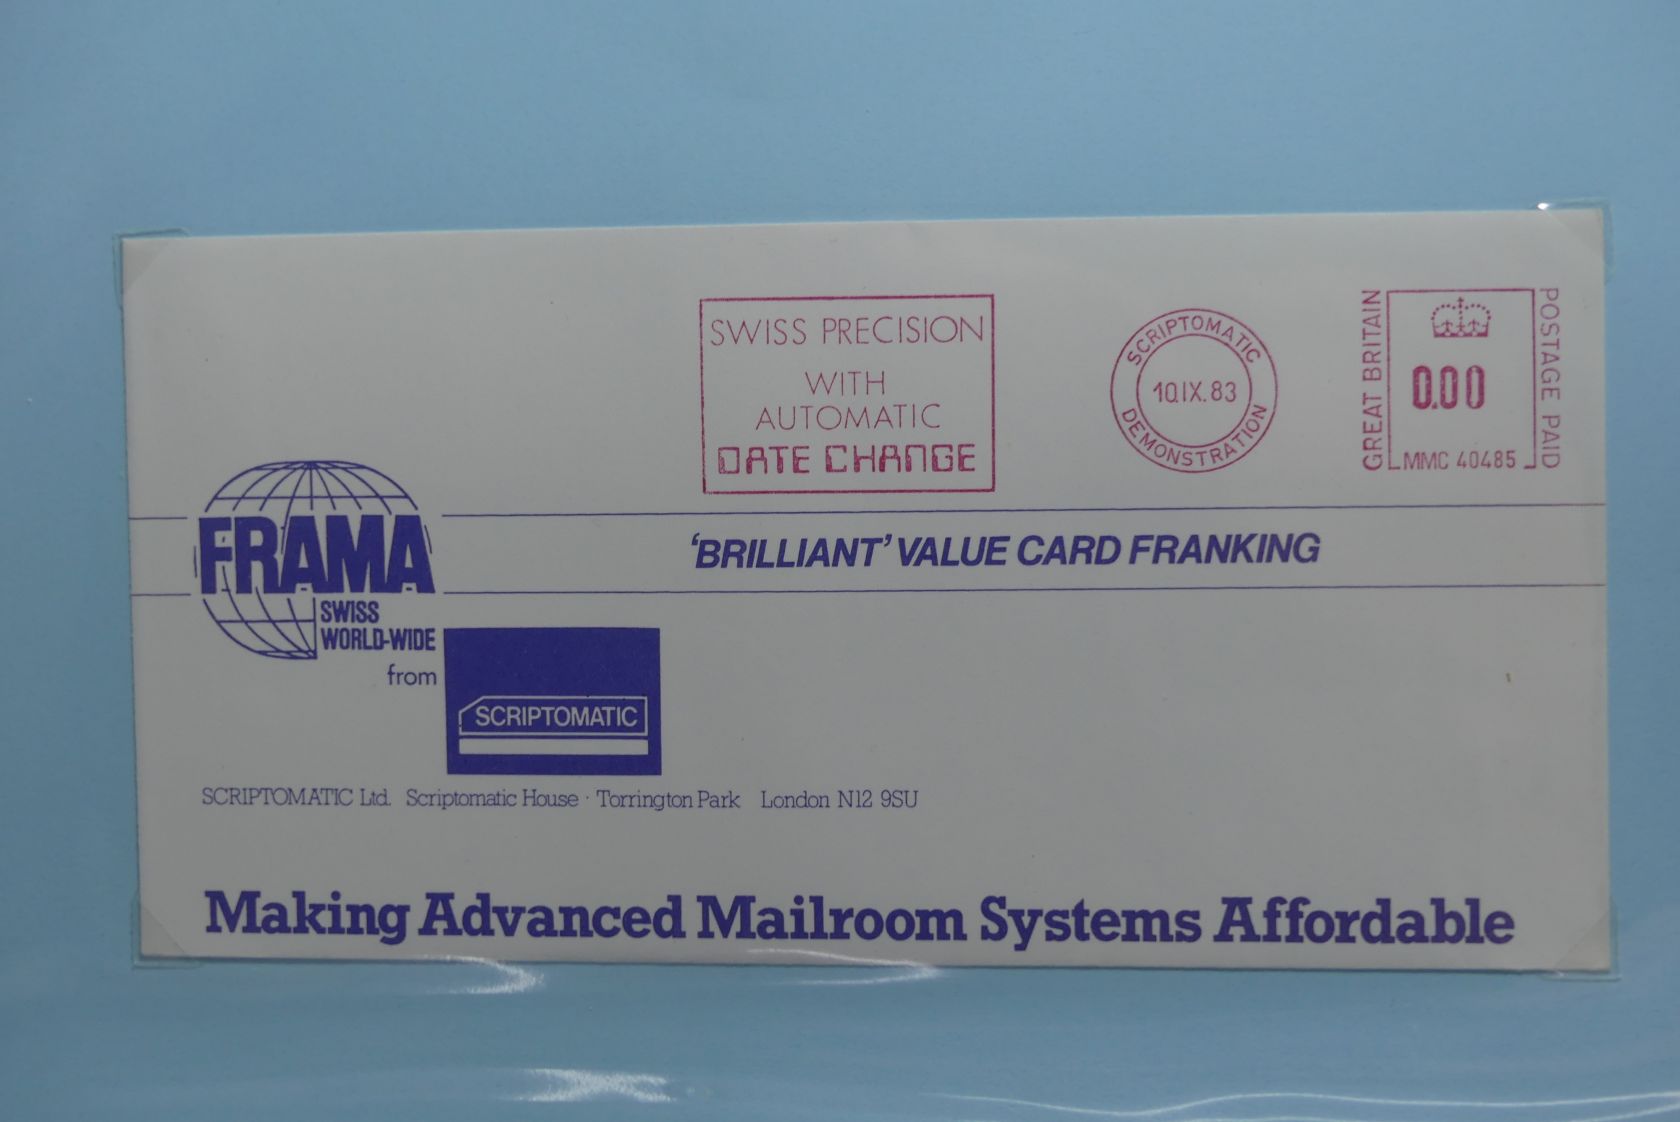 SWISS PRECISION
WITH
AUTOMATIC
DATE CHANGE
SCRIPTOMATIC
10.IX.83
DEMONSTRATION
GREAT BRITAIN
0.00
MMC 40485
POSTAGE PAID
FRAMA
SWISS
WORLD-WIDE
from
SCRIPTOMATIC
'BRILLIANT' VALUE CARD FRANKING
SCRIPTOMATIC Ltd. Scriptomatic House · Torrington Park London N12 9SU
Making Advanced Mailroom Systems Affordable